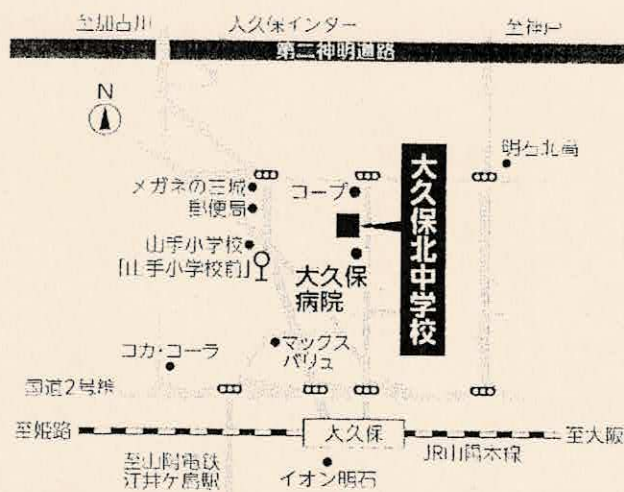 至加古川
大久保インター
至神戸
第二神明道路
N
明石北高
メガネの三城
コープ
郵便局
大久保北中学校
山手小学校
「山手小学校前」
大久保
病院
マックス
バリュ
コカ・コーラ
国道2号線
至姫路
大久保
至大阪
JR山陽本線
至山陽電鉄
江井ケ島駅
イオン明石